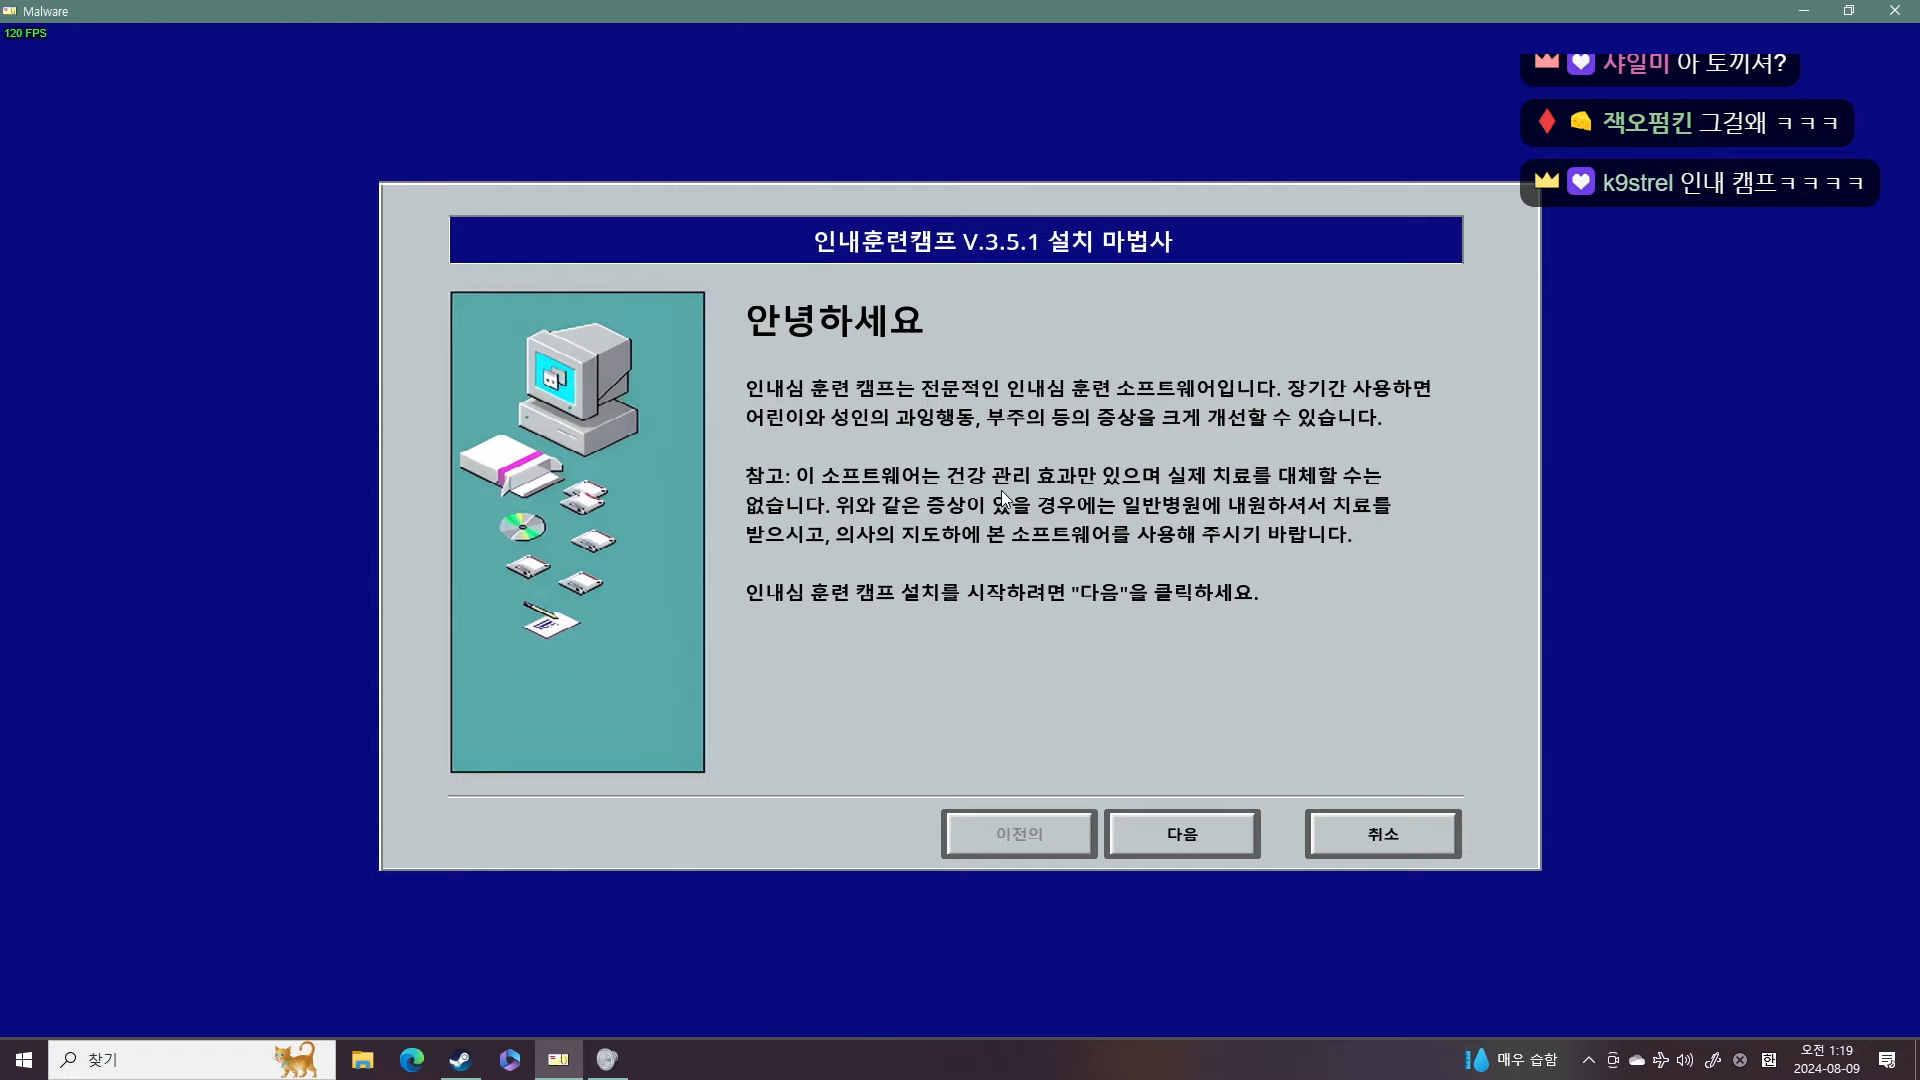 Malware
120 FPS
샤일미 아 토끼셔?
잭오펌킨 그걸왜 ㅋㅋㅋ
k9strel 인내 캠프ㅋㅋㅋㅋ
인내훈련캠프 V.3.5.1 설치 마법사
안녕하세요
인내심 훈련 캠프는 전문적인 인내심 훈련 소프트웨어입니다. 장기간 사용하면
어린이와 성인의 과잉행동, 부주의 등의 증상을 크게 개선할 수 있습니다.
참고: 이 소프트웨어는 건강 관리 효과만 있으며 실제 치료를 대체할 수는
없습니다. 위와 같은 증상이 있을 경우에는 일반병원에 내원하셔서 치료를
받으시고, 의사의 지도하에 본 소프트웨어를 사용해 주시기 바랍니다.
인내심 훈련 캠프 설치를 시작하려면 "다음"을 클릭하세요.
이전의
다음
취소
찾기
매우 습함
한
오전 1:19
2024-08-09